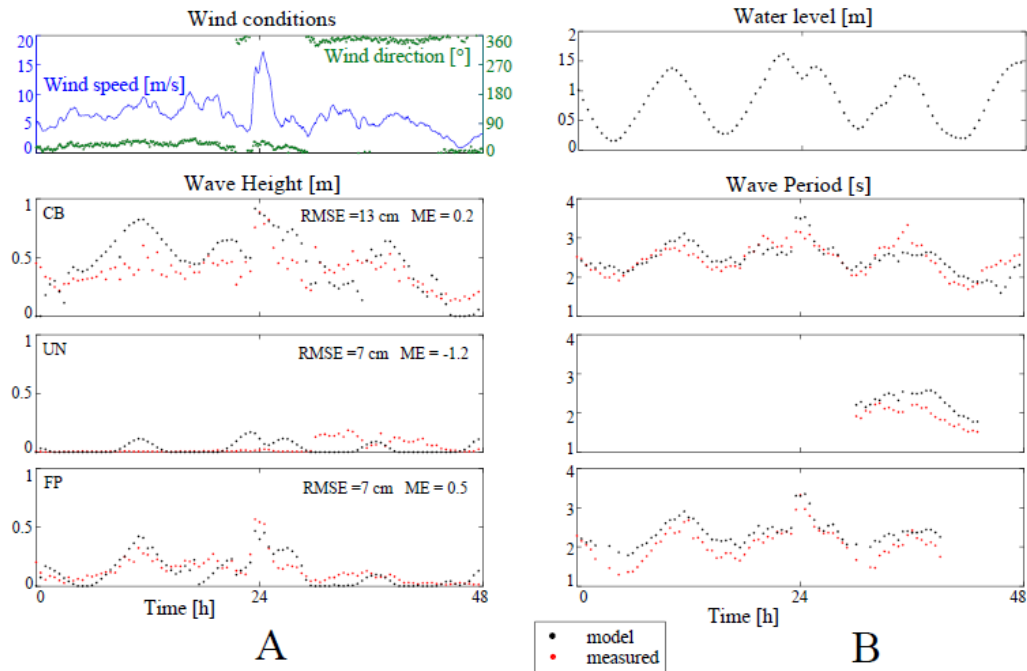 Wind conditions
20
15
10
5
0
Wind speed [m/s]
Wind direction [°]
360
270
180
90
0
Wave Height [m]
1
0.5
0
CB
RMSE =13 cm ME = 0.2
1
0.5
0
UN
RMSE =7 cm ME = -1.2
1
0.5
0
FP
RMSE =7 cm ME = 0.5
0
24
48
Time [h]
A
Water level [m]
2
1.5
1
0.5
0
Wave Period [s]
4
3
2
1
4
3
2
1
4
3
2
1
0
24
48
Time [h]
model
measured
B